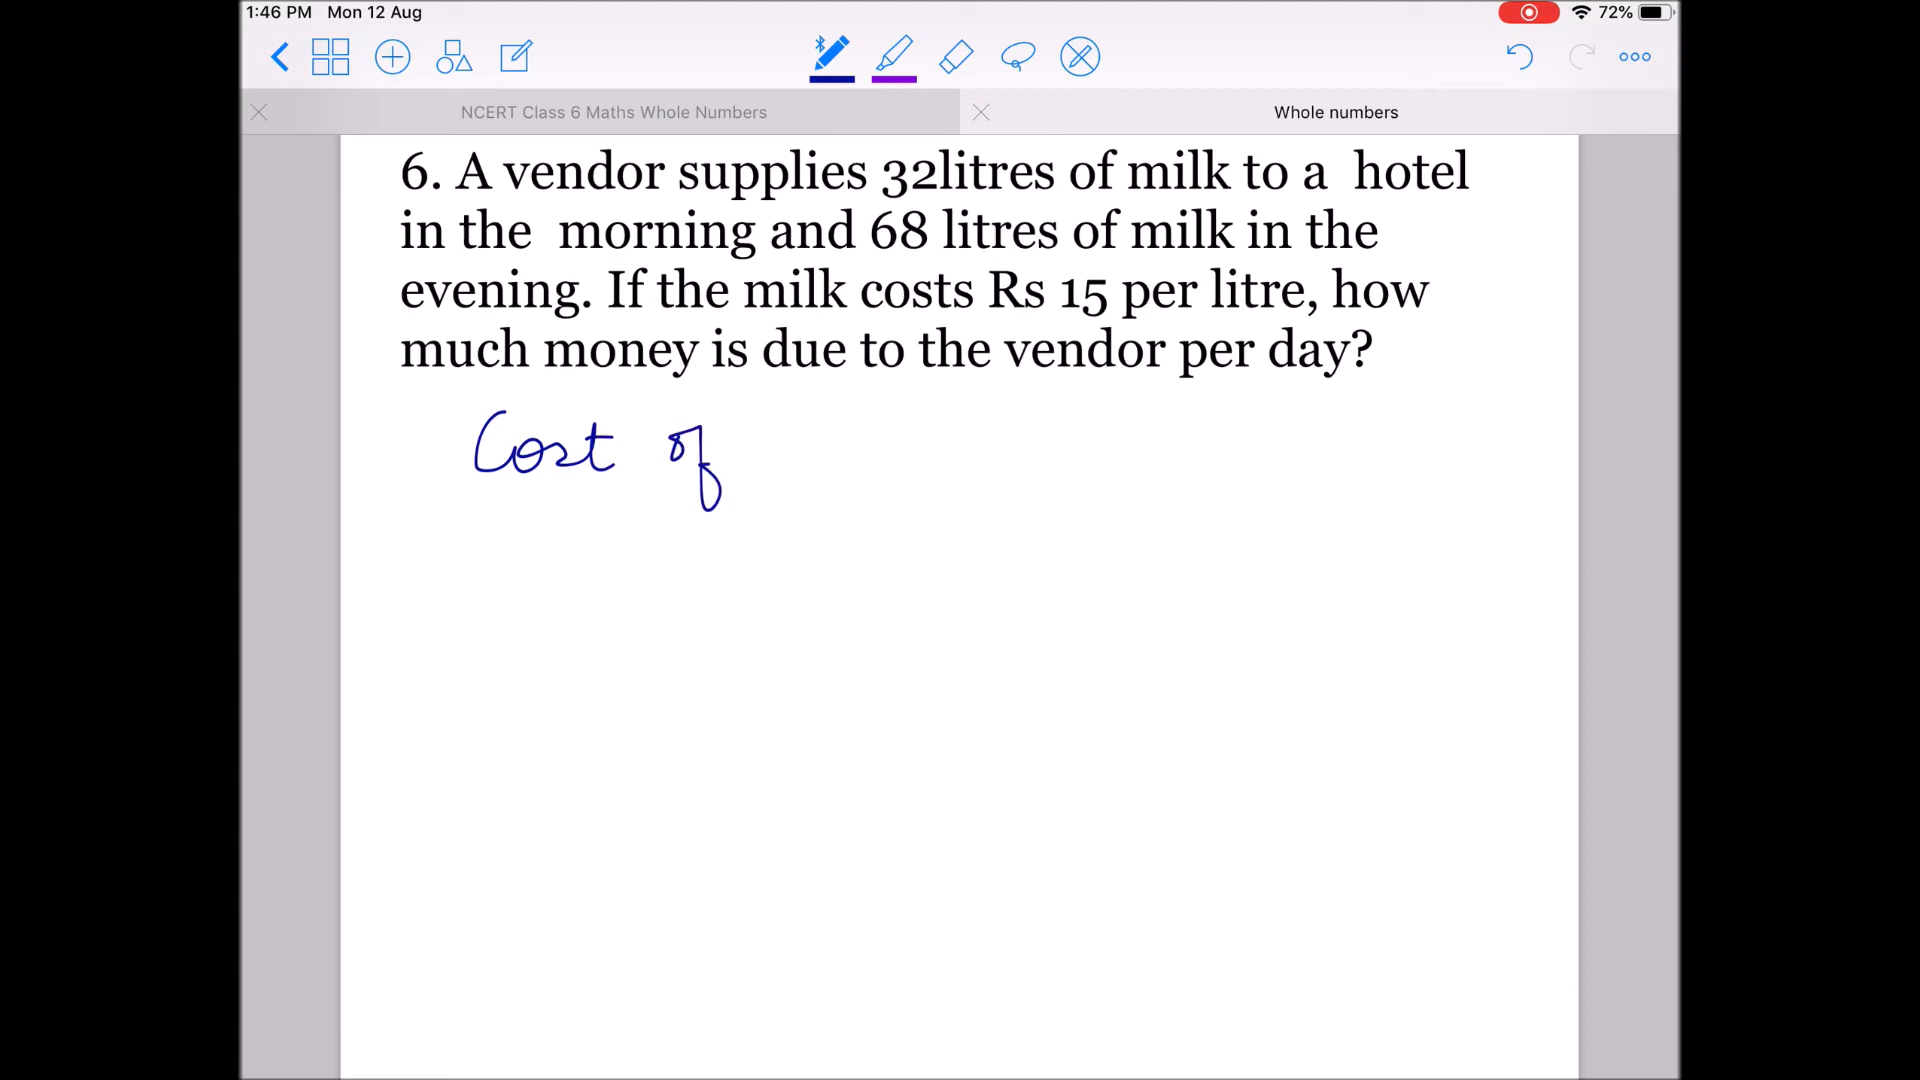 1:46 PM Mon 12 Aug 72%
NCERT Class 6 Maths Whole Numbers Whole numbers
6. A vendor supplies 32litres of milk to a hotel
in the morning and 68 litres of milk in the
evening. If the milk costs Rs 15 per litre, how
much money is due to the vendor per day?
Cost of